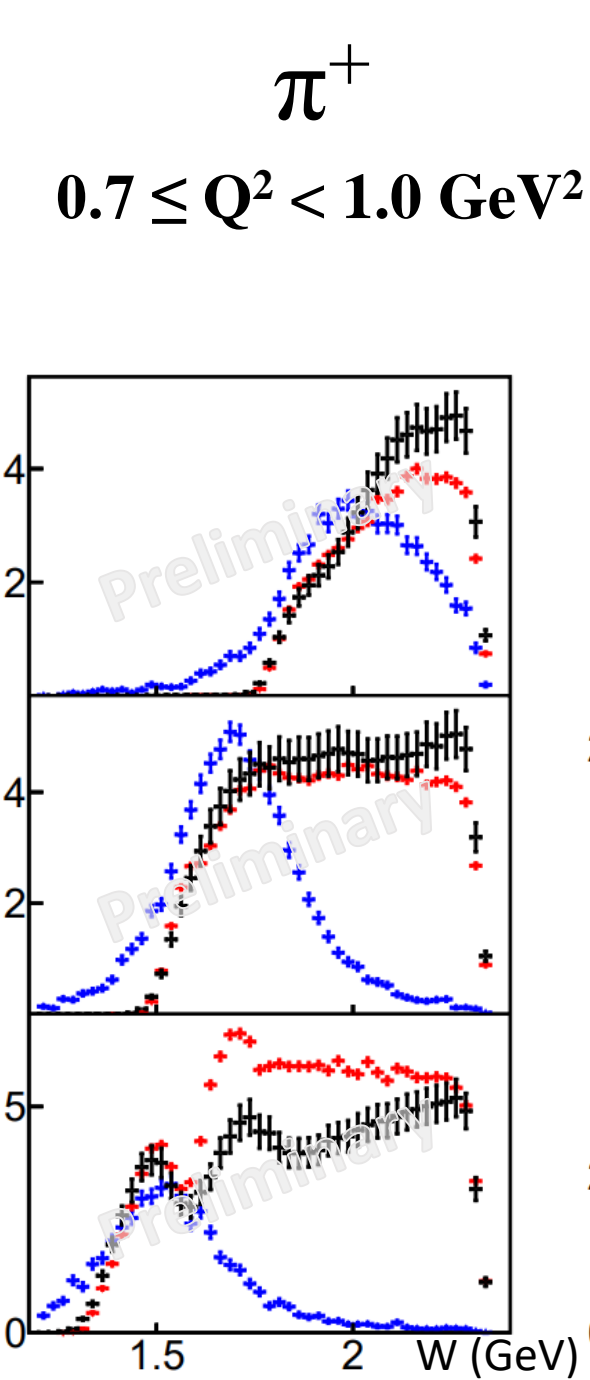 π⁺
0.7 ≤ Q² < 1.0 GeV²
4
2
Preliminary
4
2
Preliminary
5
0
Preliminary
1.5 2 W (GeV)